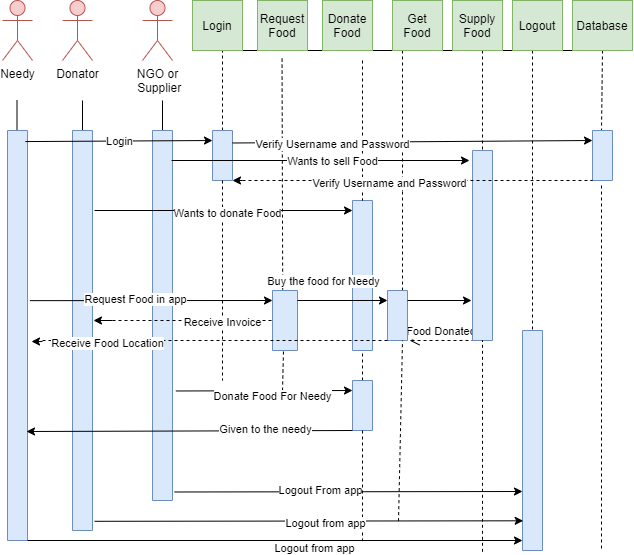 Login
Request
Food
Donate
Food
Get
Food
Supply
Food
Logout
Database
Needy
Donator
NGO or
Supplier
Login
Verify Username and Password
Wants to sell Food
Verify Username and Password
Wants to donate Food
Buy the food for Needy
Request Food in app
Receive Invoice
Food Donated
Receive Food Location
Donate Food For Needy
Given to the needy
Logout From app
Logout from app
Logout from app